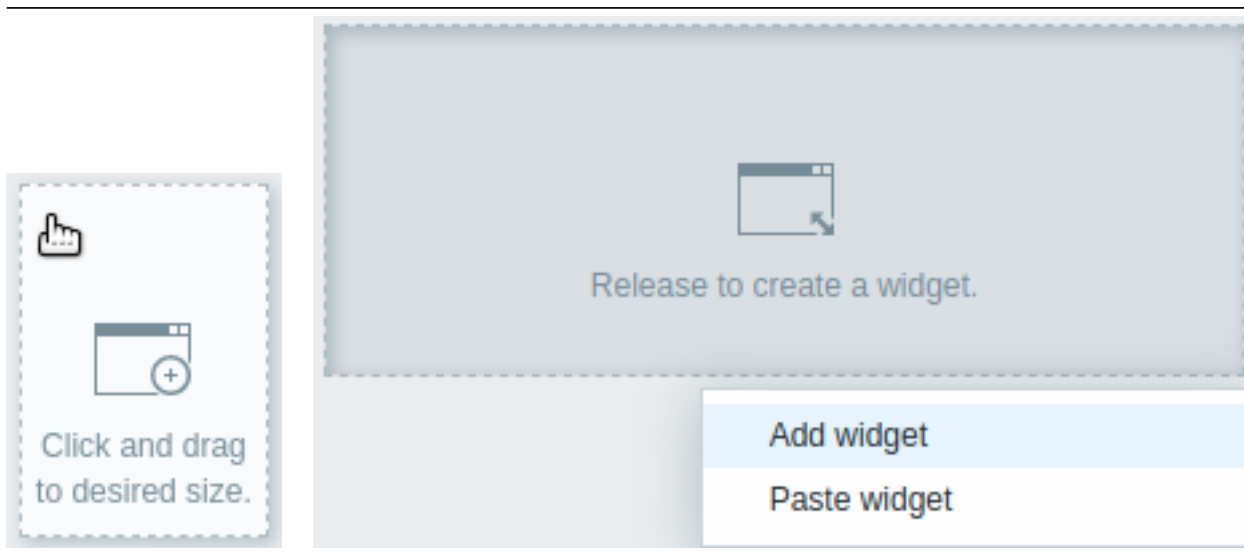 Click and drag
to desired size.
Release to create a widget.
Add widget
Paste widget